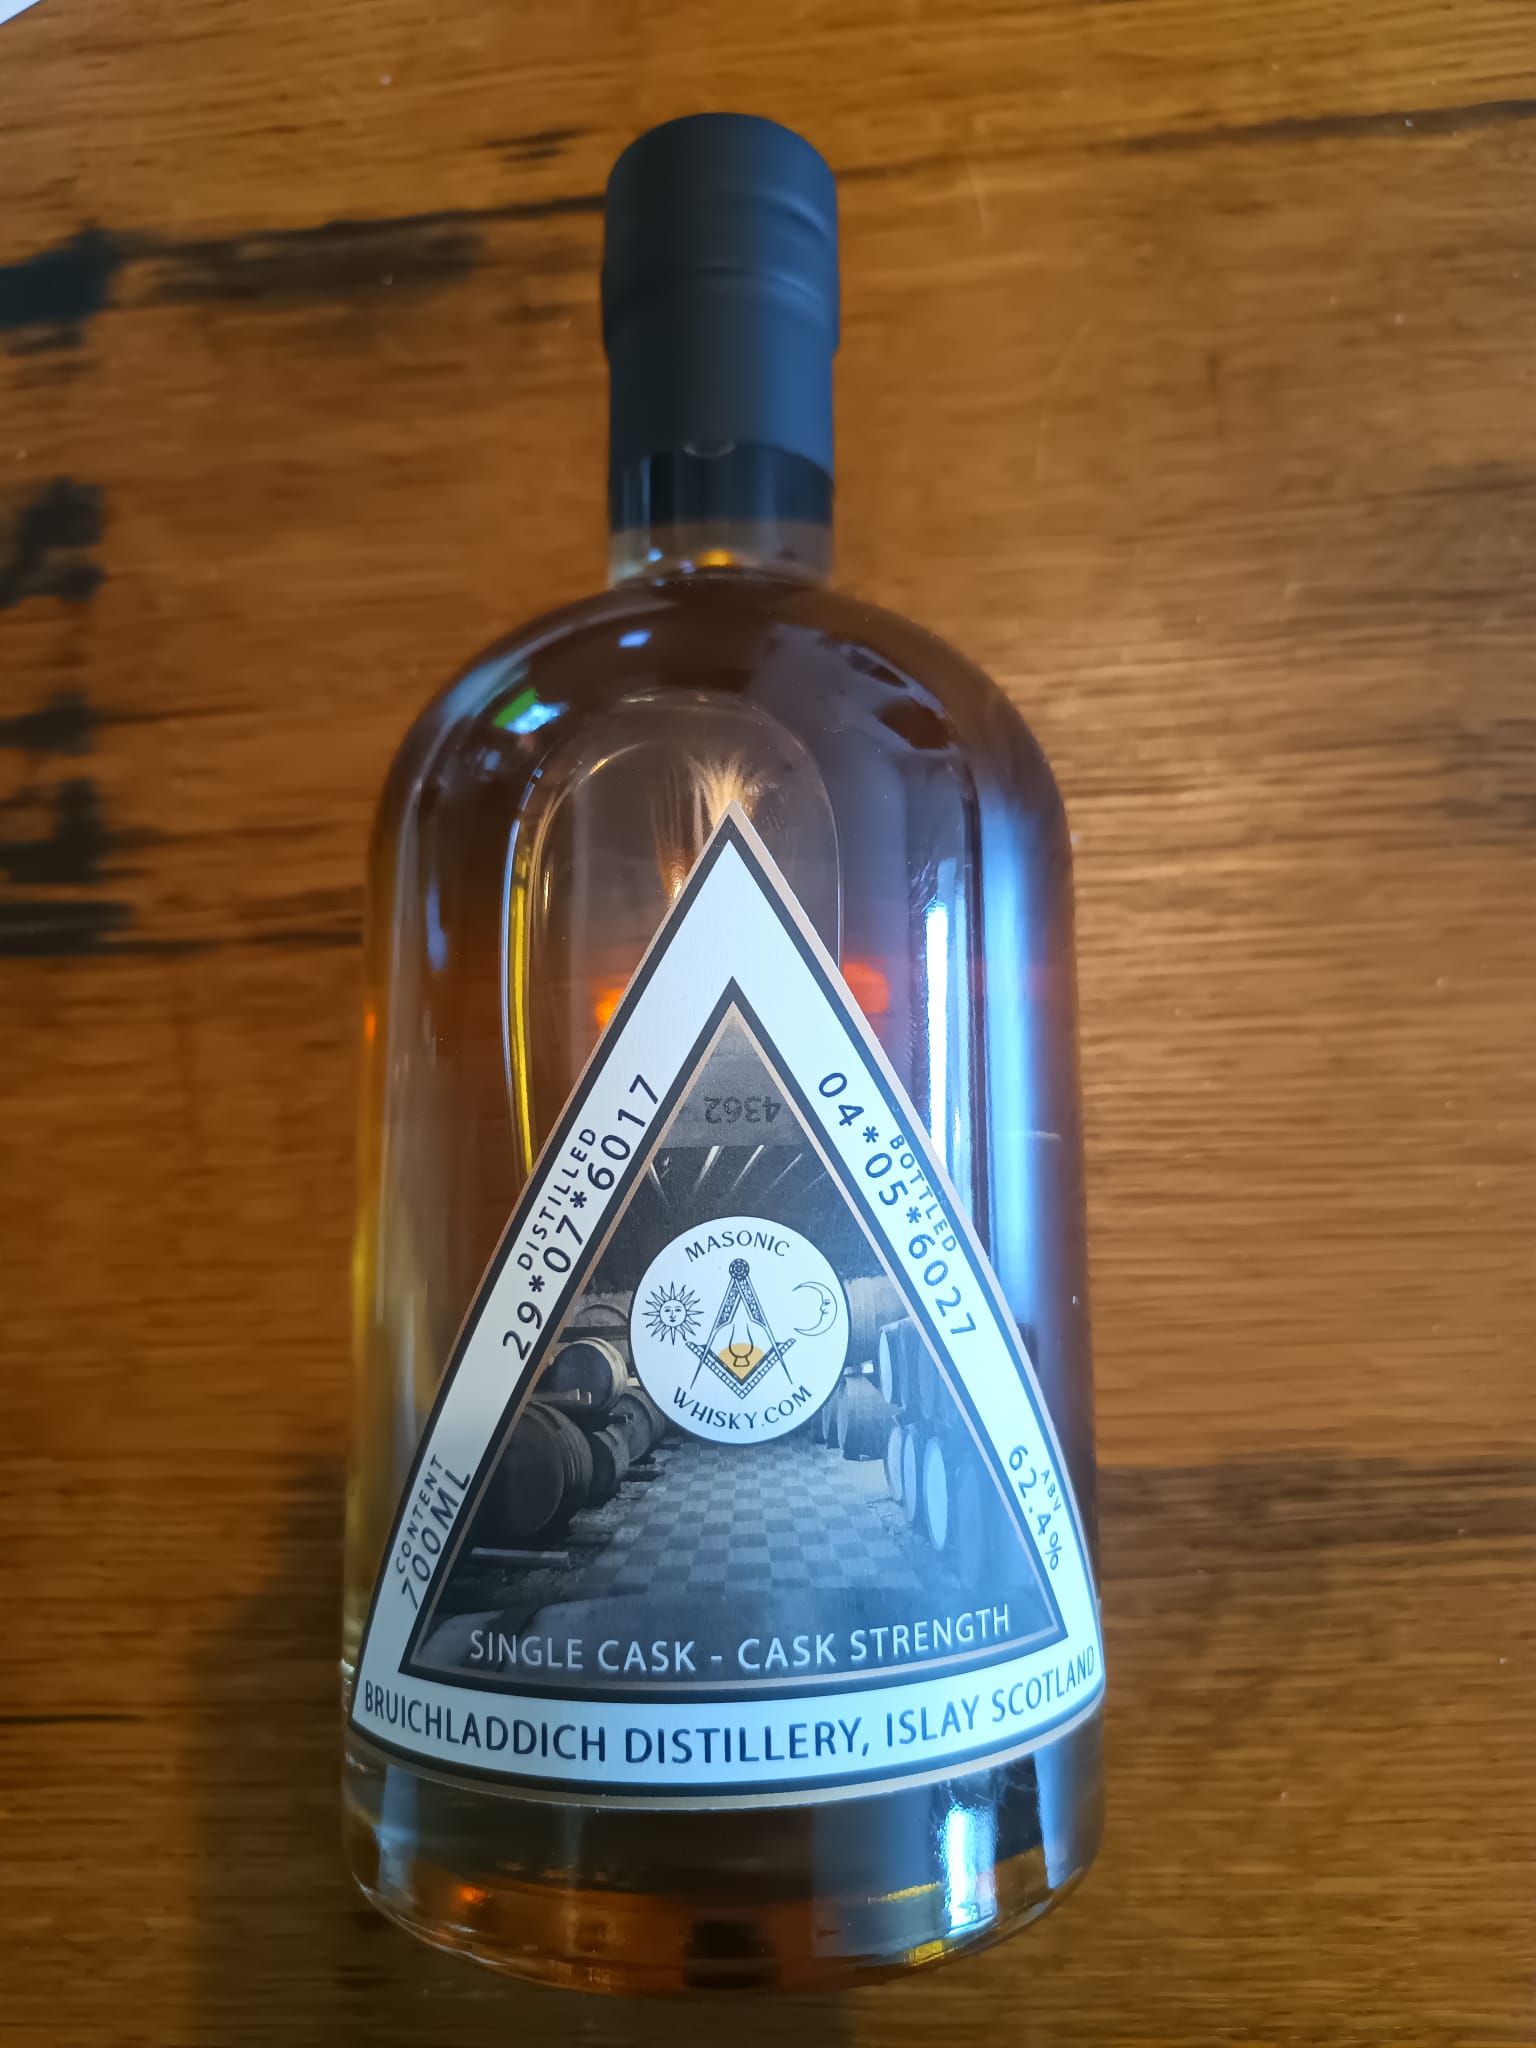 4362
DISTILLED
29*07*6017
BOTTLED
04*05*6027
MASONIC
WHISKY.COM
CONTENT
700ML
ABV
62.4%
SINGLE CASK - CASK STRENGTH
BRUICHLADDICH DISTILLERY, ISLAY SCOTLAND